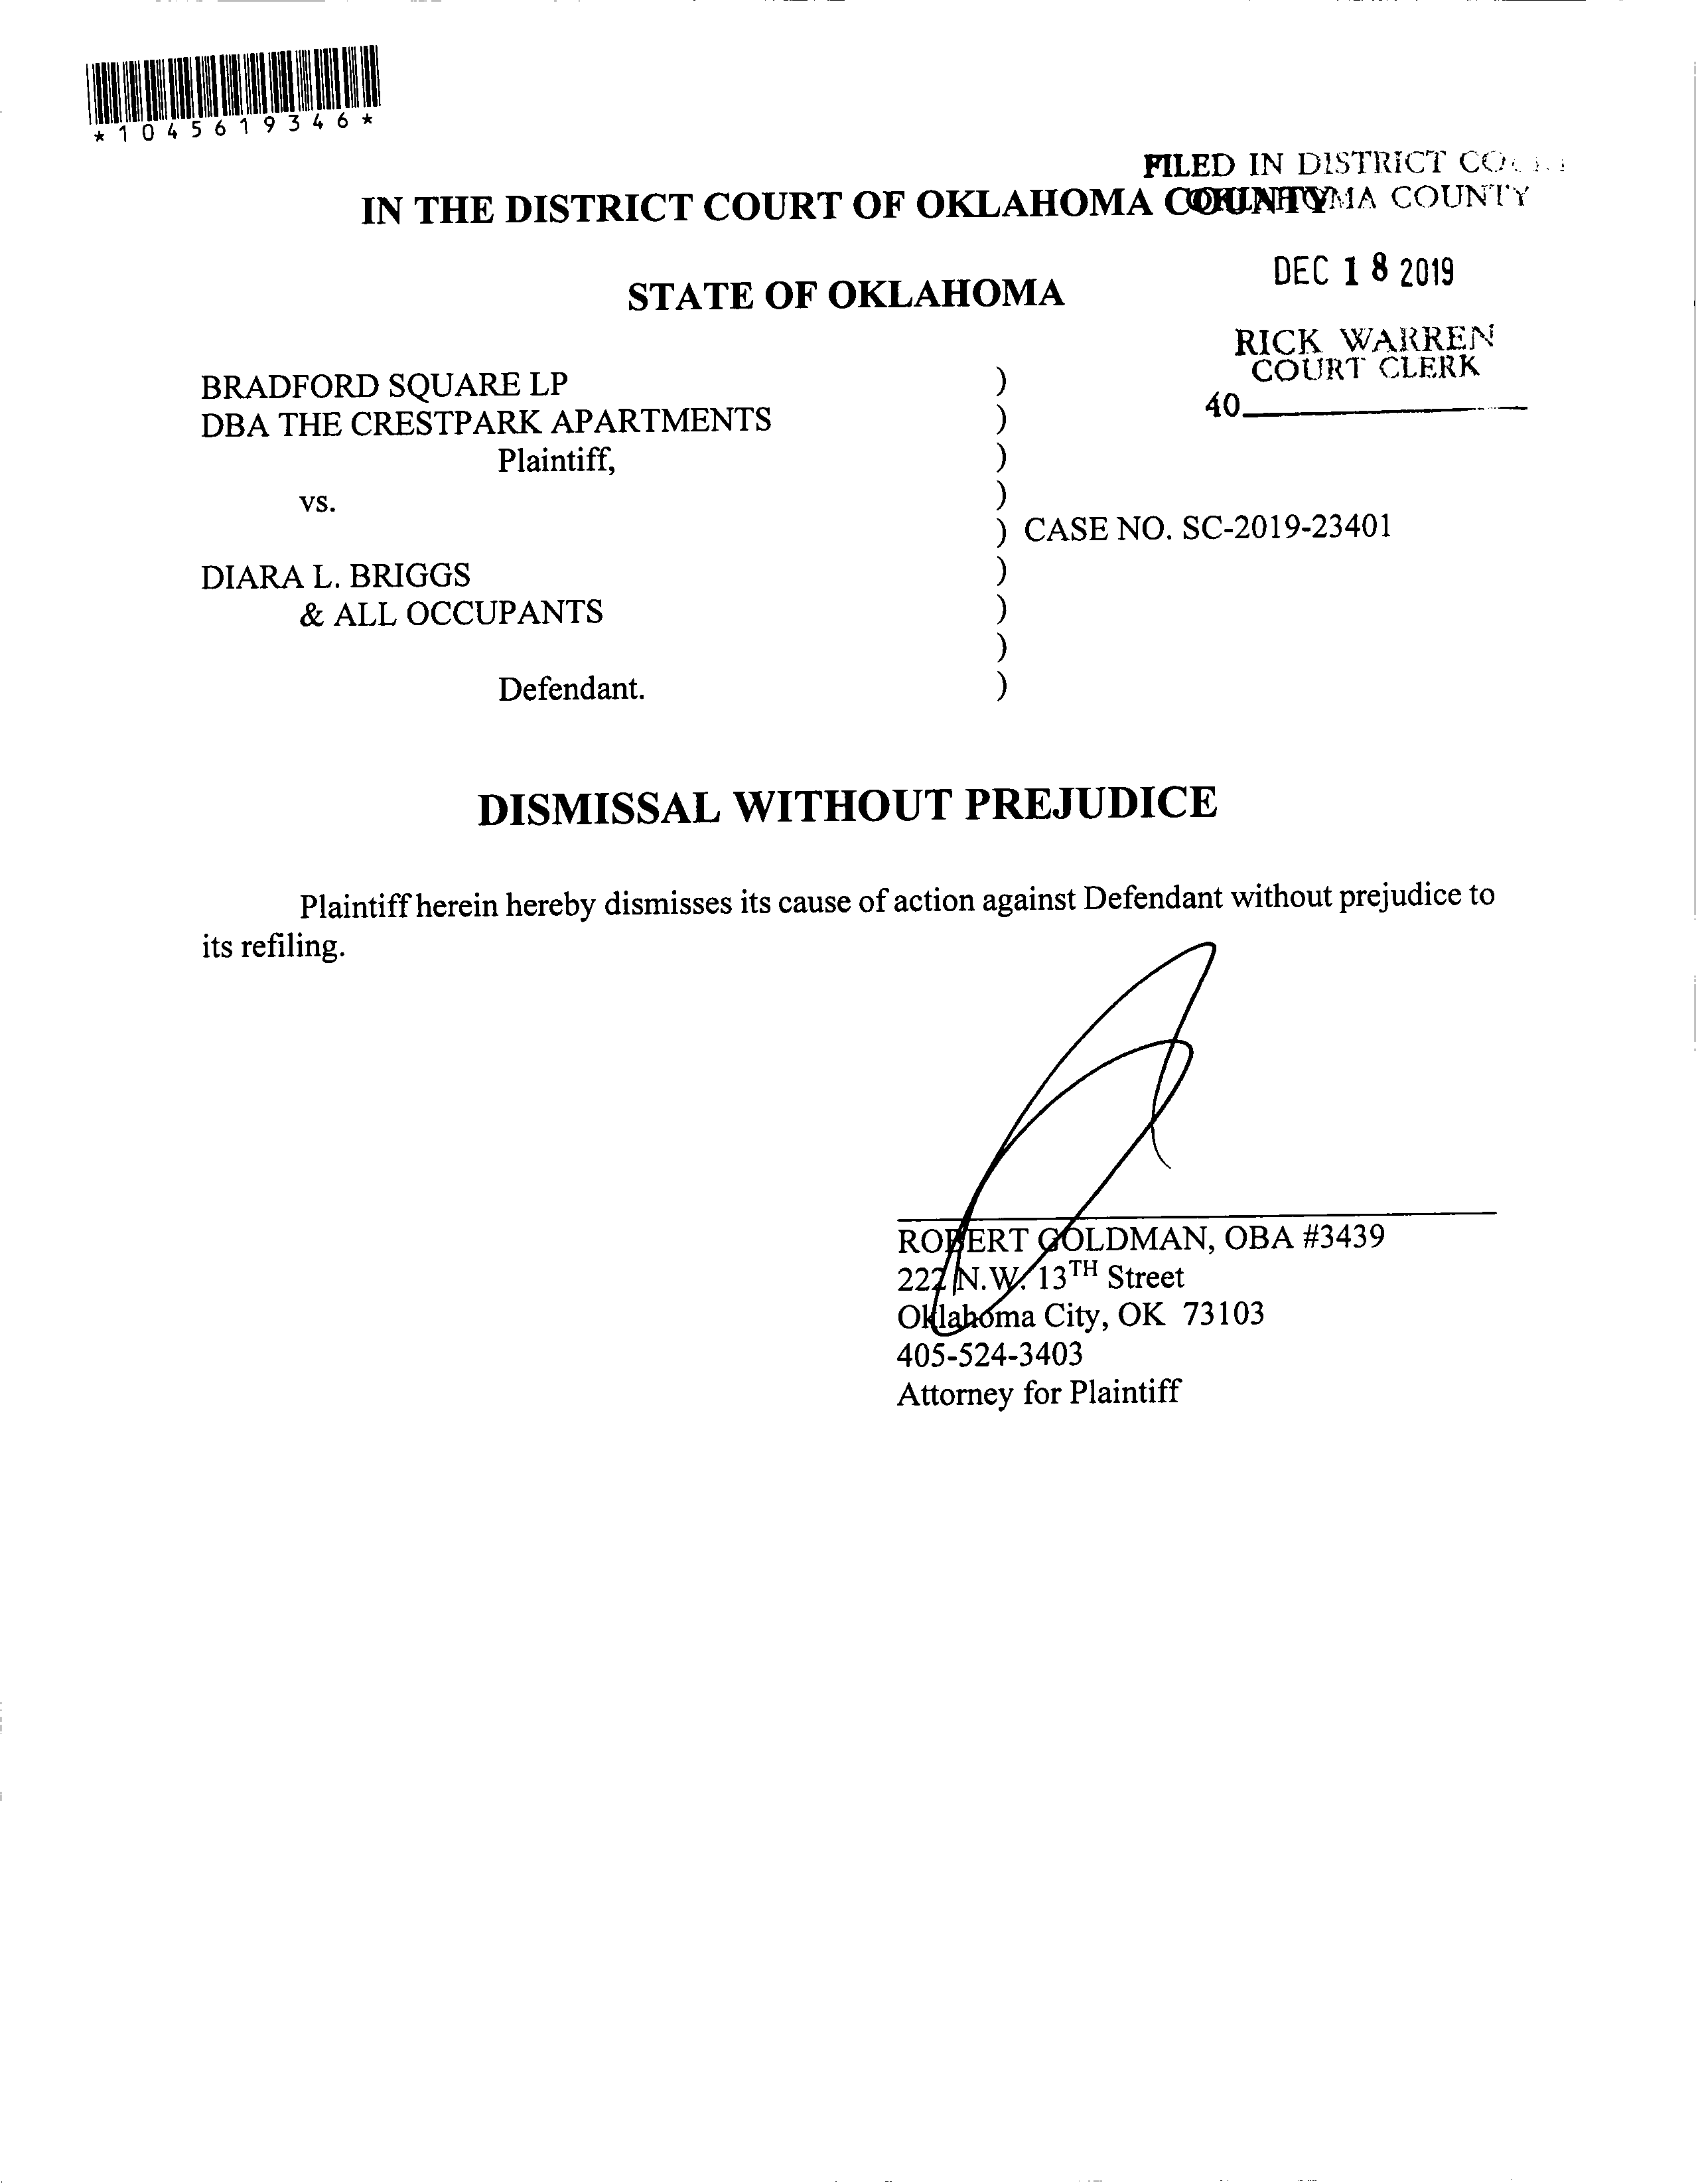 *1045619346*
FILED IN DISTRICT
IN THE DISTRICT COURT OF OKLAHOMA COUNTY
OKLAHOMA COUNTY
DEC 18 2019
STATE OF OKLAHOMA
RICK WARREN
COURT CLERK
40
BRADFORD SQUARE LP )
DBA THE CRESTPARK APARTMENTS )
Plaintiff, )
vs. )
) CASE NO. SC-2019-23401
DIARA L. BRIGGS )
& ALL OCCUPANTS )
)
Defendant. )
DISMISSAL WITHOUT PREJUDICE
Plaintiff herein hereby dismisses its cause of action against Defendant without prejudice to
its refiling.
ROBERT GOLDMAN, OBA #3439
222 N.W. 13TH Street
Oklahoma City, OK 73103
405-524-3403
Attorney for Plaintiff